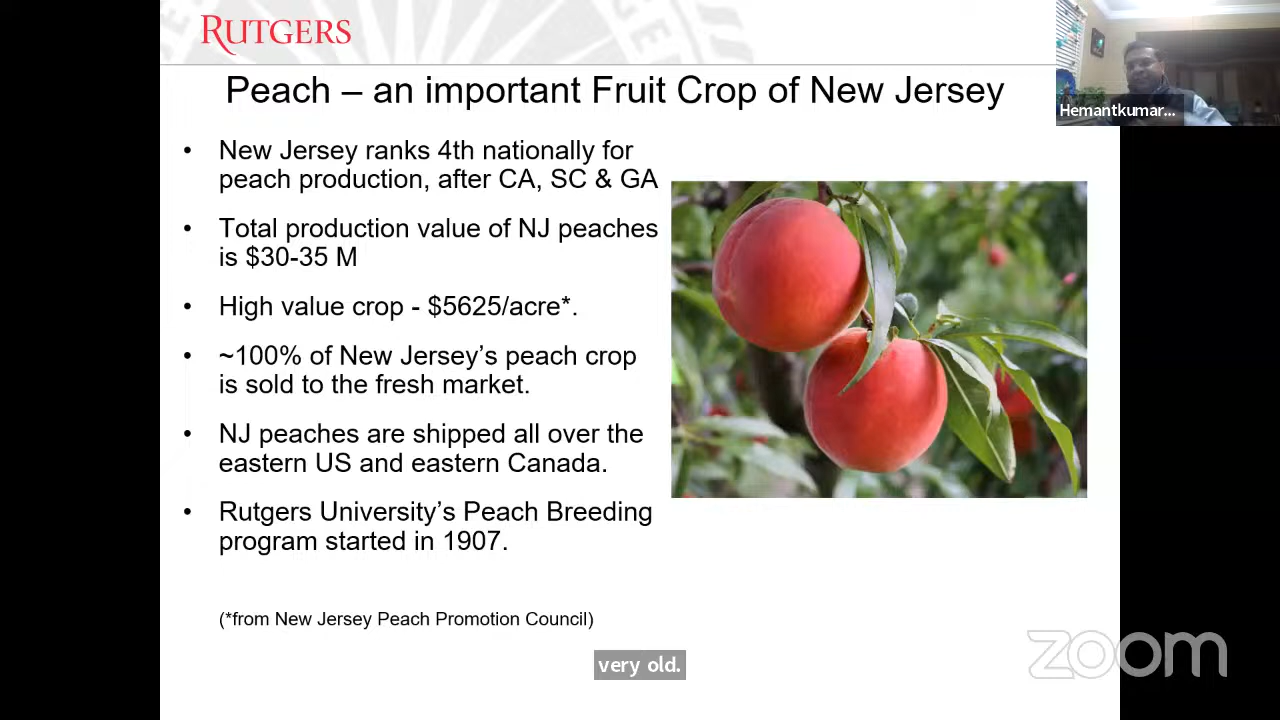 RUTGERS
Peach – an important Fruit Crop of New Jersey
Hemantkumar...
• New Jersey ranks 4th nationally for
peach production, after CA, SC & GA
• Total production value of NJ peaches
is $30-35 M
• High value crop - $5625/acre*.
• ~100% of New Jersey’s peach crop
is sold to the fresh market.
• NJ peaches are shipped all over the
eastern US and eastern Canada.
• Rutgers University’s Peach Breeding
program started in 1907.
(*from New Jersey Peach Promotion Council)
very old.
zoom